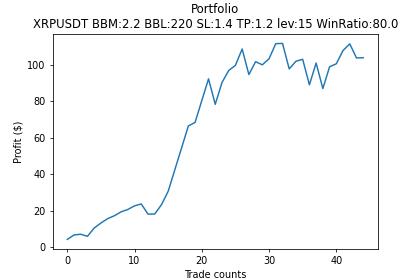 Portfolio
XRPUSDT BBM:2.2 BBL:220 SL:1.4 TP:1.2 lev:15 WinRatio:80.0
100
80
60
40
20
0
Profit ($)
0 10 20 30 40
Trade counts